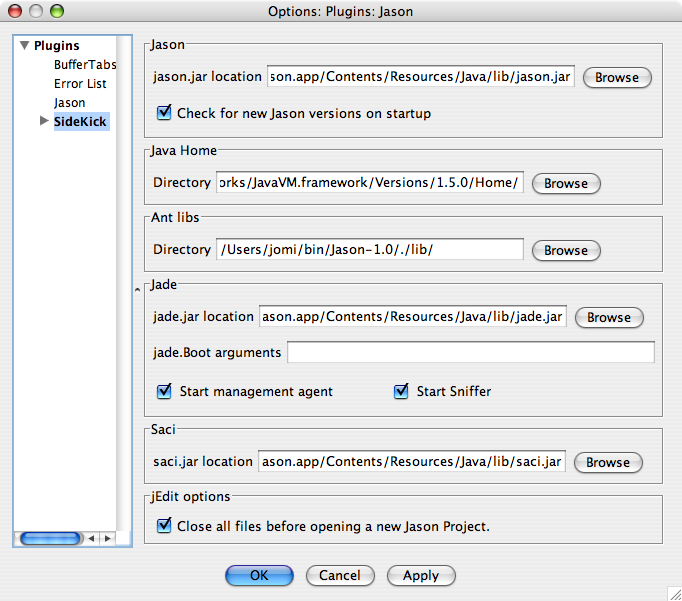 Options: Plugins: Jason
Plugins
BufferTabs
Error List
Jason
SideKick
Jason
jason.jar location son.app/Contents/Resources/Java/lib/jason.jar Browse
Check for new Jason versions on startup
Java Home
Directory orks/JavaVM.framework/Versions/1.5.0/Home/ Browse
Ant libs
Directory /Users/jomi/bin/Jason-1.0/./lib/ Browse
Jade
jade.jar location ason.app/Contents/Resources/Java/lib/jade.jar Browse
jade.Boot arguments
Start management agent Start Sniffer
Saci
saci.jar location ason.app/Contents/Resources/Java/lib/saci.jar Browse
jEdit options
Close all files before opening a new Jason Project.
OK Cancel Apply